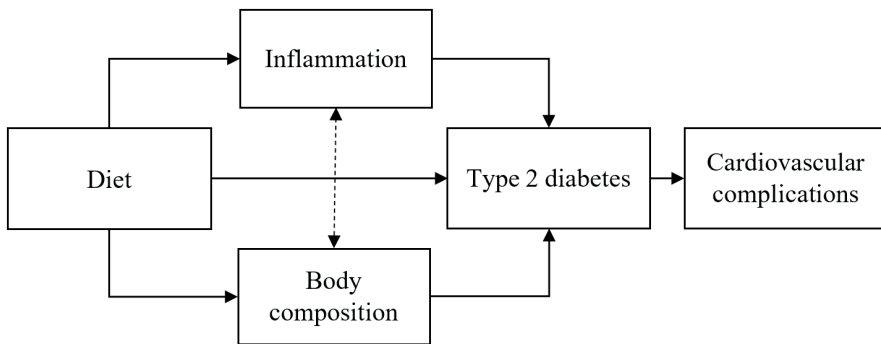 Inflammation
Diet
Type 2 diabetes
Cardiovascular
complications
Body
composition